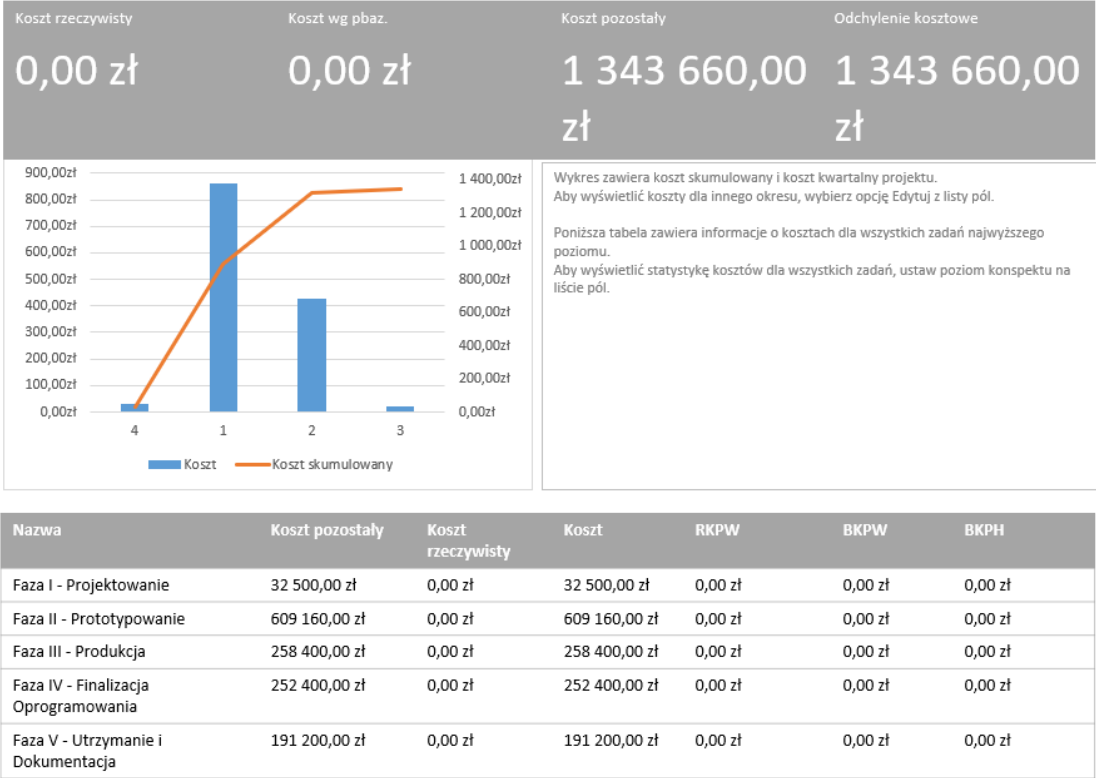 Koszt rzeczywisty
0,00 zł
Koszt wg pbaz.
0,00 zł
Koszt pozostały
1 343 660,00
zł
Odchylenie kosztowe
1 343 660,00
zł
900,00zł
800,00zł
700,00zł
600,00zł
500,00zł
400,00zł
300,00zł
200,00zł
100,00zł
0,00zł
1 400,00zł
1 200,00zł
1 000,00zł
800,00zł
600,00zł
400,00zł
200,00zł
0,00zł
4 1 2 3
Koszt Koszt skumulowany
Wykres zawiera koszt skumulowany i koszt kwartalny projektu.
Aby wyświetlić koszty dla innego okresu, wybierz opcję Edytuj z listy pól.
Poniższa tabela zawiera informacje o kosztach dla wszystkich zadań najwyższego
poziomu.
Aby wyświetlić statystykę kosztów dla wszystkich zadań, ustaw poziom konspektu na
liście pól.
Nazwa Koszt pozostały Koszt Koszt RKPW BKPW BKPH
rzeczywisty
Faza I - Projektowanie 32 500,00 zł 0,00 zł 32 500,00 zł 0,00 zł 0,00 zł 0,00 zł
Faza II - Prototypowanie 609 160,00 zł 0,00 zł 609 160,00 zł 0,00 zł 0,00 zł 0,00 zł
Faza III - Produkcja 258 400,00 zł 0,00 zł 258 400,00 zł 0,00 zł 0,00 zł 0,00 zł
Faza IV - Finalizacja 252 400,00 zł 0,00 zł 252 400,00 zł 0,00 zł 0,00 zł 0,00 zł
Oprogramowania
Faza V - Utrzymanie i 191 200,00 zł 0,00 zł 191 200,00 zł 0,00 zł 0,00 zł 0,00 zł
Dokumentacja